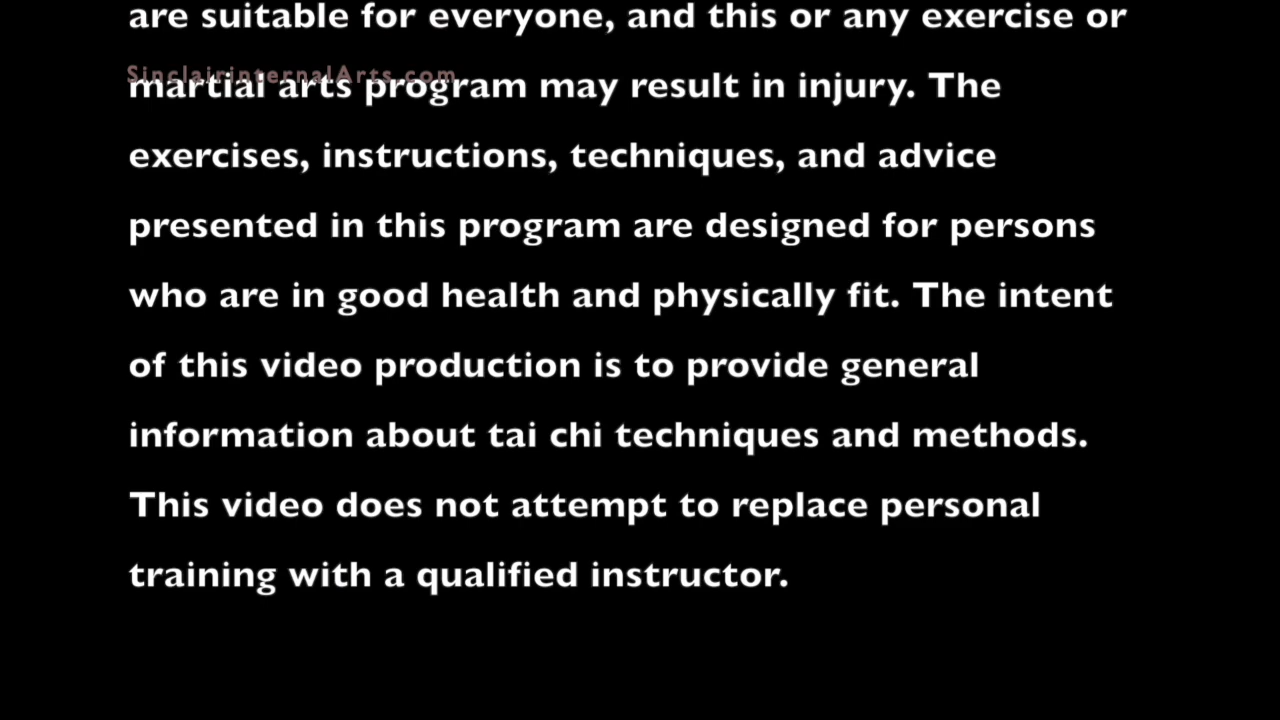 are suitable for everyone, and this or any exercise or
SinclairinternalArts.com
martial arts program may result in injury. The
exercises, instructions, techniques, and advice
presented in this program are designed for persons
who are in good health and physically fit. The intent
of this video production is to provide general
information about tai chi techniques and methods.
This video does not attempt to replace personal
training with a qualified instructor.